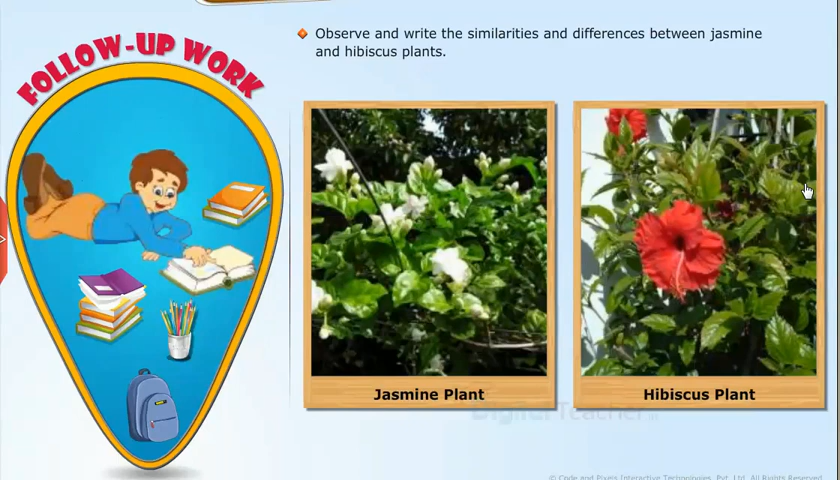 FOLLOW-UP WORK
Observe and write the similarities and differences between jasmine
and hibiscus plants.
Jasmine Plant
Hibiscus Plant
Digital Teacher
© Code and Pixels Interactive Technologies, Pvt. Ltd. All Rights Reserved